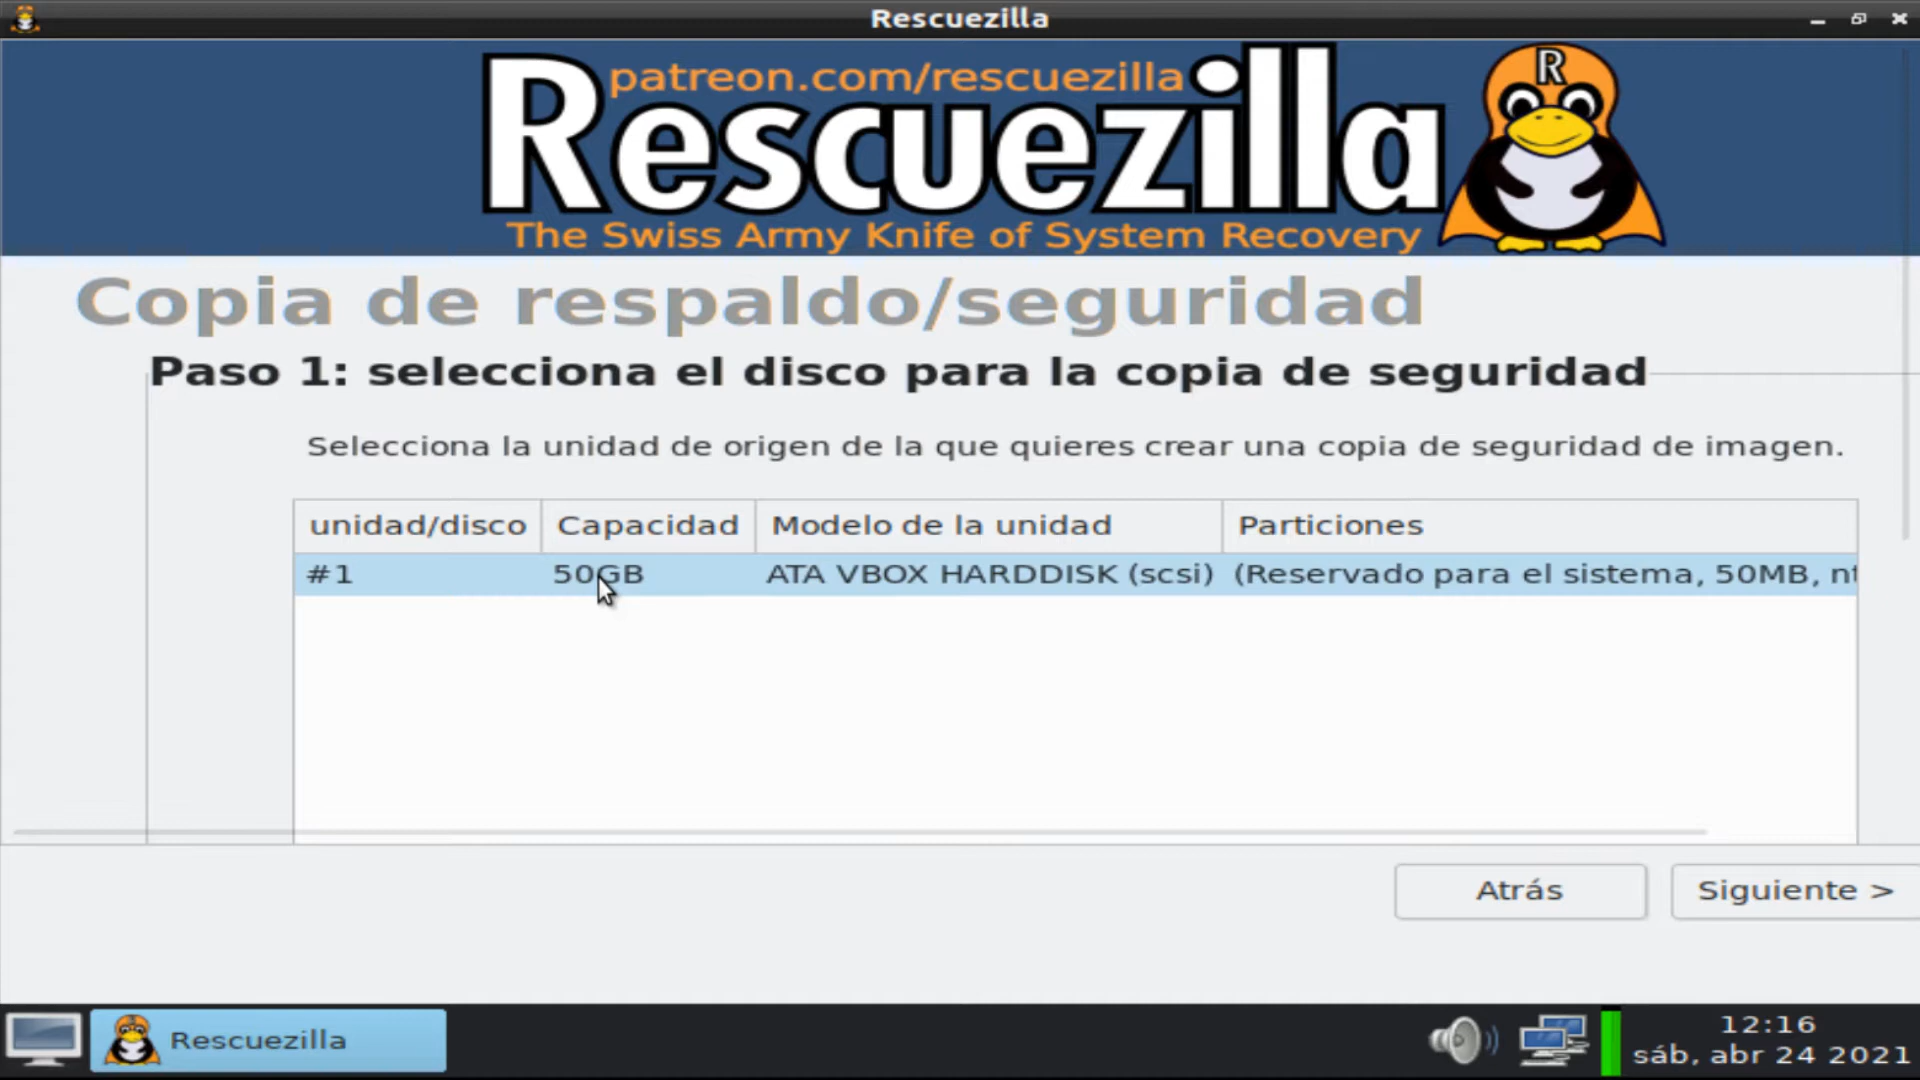 Rescuezilla
patreon.com/rescuezilla
Rescuezilla
R
The Swiss Army Knife of System Recovery
Copia de respaldo/seguridad
Paso 1: selecciona el disco para la copia de seguridad
Selecciona la unidad de origen de la que quieres crear una copia de seguridad de imagen.
unidad/disco Capacidad Modelo de la unidad Particiones
#1 50GB ATA VBOX HARDDISK (scsi) (Reservado para el sistema, 50MB, nt
Atrás Siguiente >
Rescuezilla
12:16
sáb, abr 24 2021